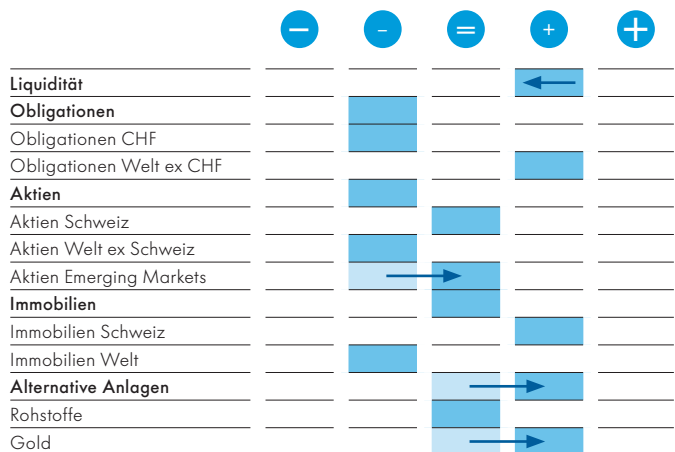 − − = + +
Liquidität
Obligationen
Obligationen CHF
Obligationen Welt ex CHF
Aktien
Aktien Schweiz
Aktien Welt ex Schweiz
Aktien Emerging Markets
Immobilien
Immobilien Schweiz
Immobilien Welt
Alternative Anlagen
Rohstoffe
Gold